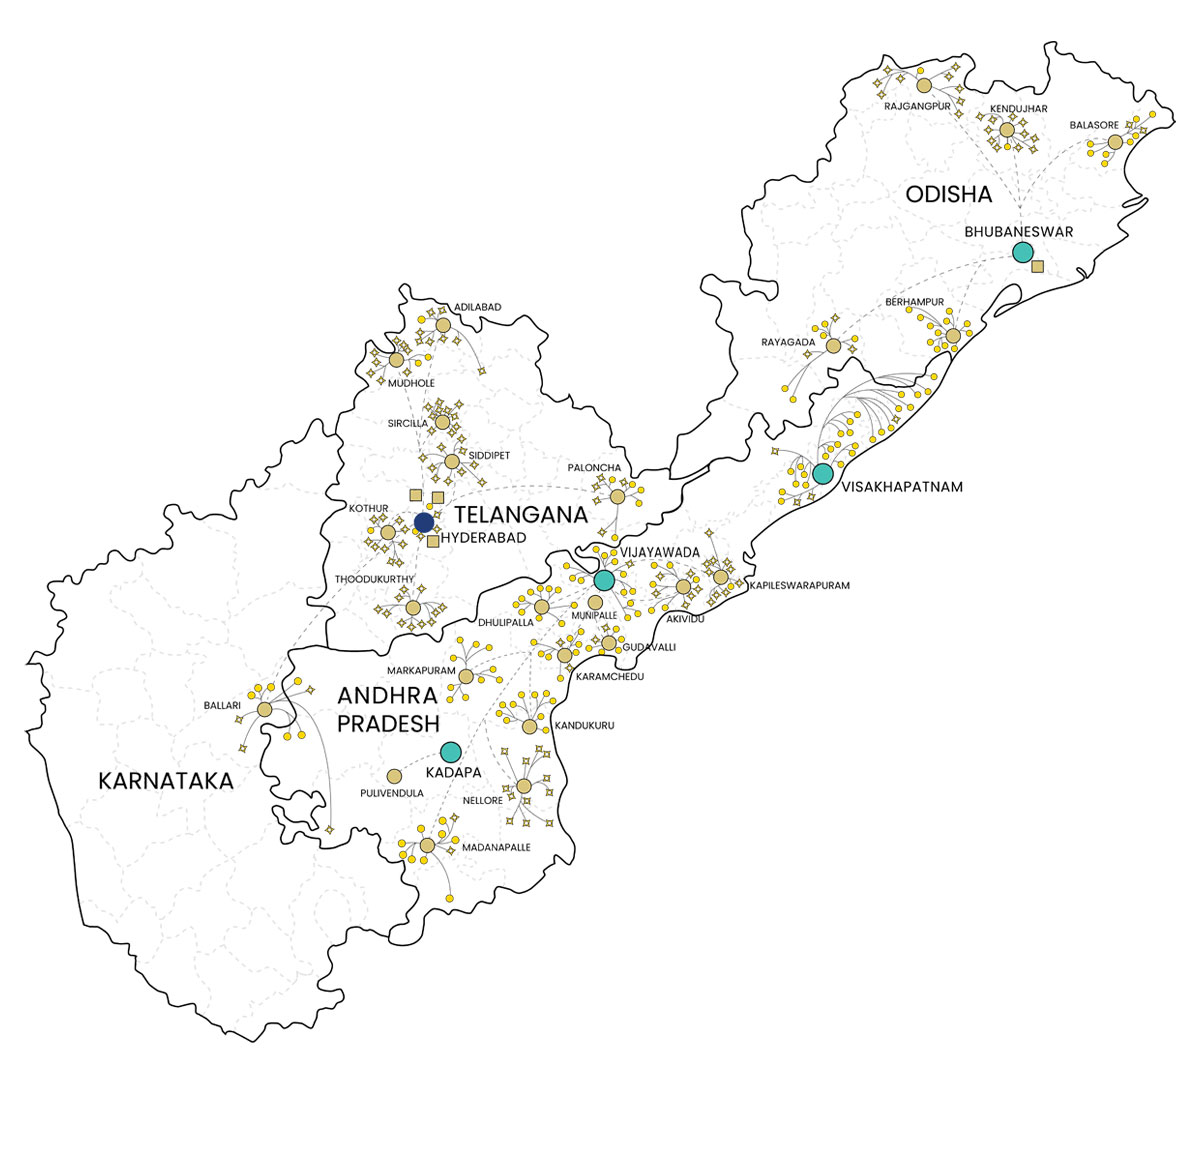 RAJGANGPUR
KENDUJHAR
BALASORE
ODISHA
BHUBANESWAR
BERHAMPUR
RAYAGADA
ADILABAD
MUDHOLE
SIRCILLA
SIDDIPET
PALONCHA
KOTHUR
TELANGANA
HYDERABAD
VISAKHAPATNAM
THOODUKURTHY
VIJAYAWADA
KAPILESWARAPURAM
MUNIPALLE
AKIVIDU
DHULIPALLA
GUDAVALLI
MARKAPURAM
KARAMCHEDU
ANDHRA
PRADESH
BALLARI
KANDUKURU
KARNATAKA
KADAPA
PULIVENDULA
NELLORE
MADANAPALLE